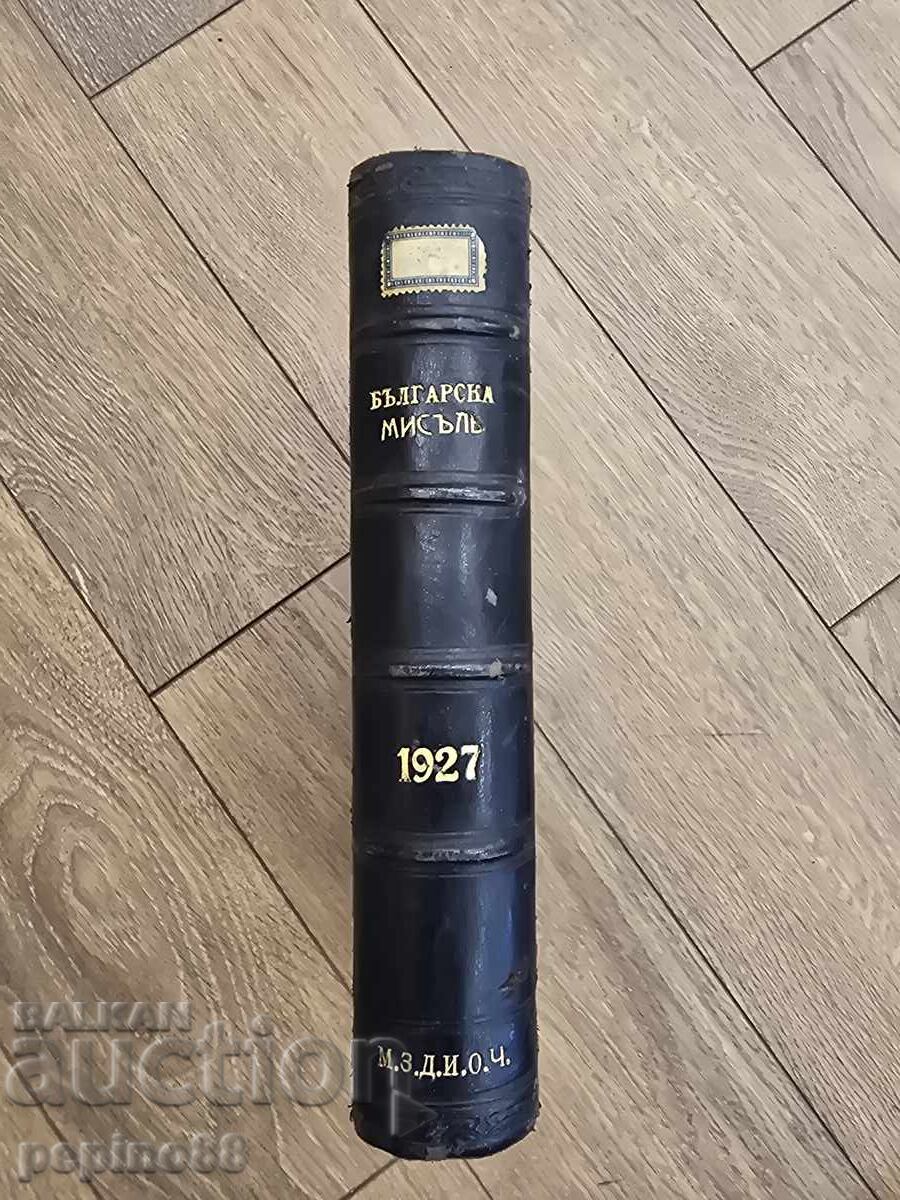 БЪЛГАРСКА
МИСЪЛЬ
1927
М.З.Д.И.О.Ч.
BALKAN
auction
pepino88